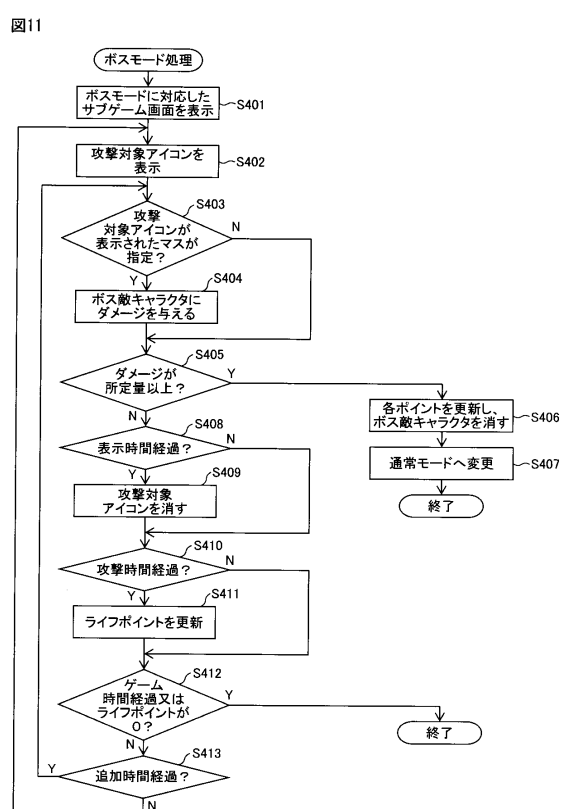 図11
ボスモード処理
ボスモードに対応した
サブゲーム画面を表示
S401
攻撃対象アイコンを
表示
S402
攻撃
対象アイコンが
表示されたマスが
指定?
S403
N
Y
S404
ボス敵キャラクタに
ダメージを与える
ダメージが
所定量以上?
S405
Y
N
各ポイントを更新し、
ボス敵キャラクタを消す
S406
通常モードへ変更
S407
終了
表示時間経過?
S408
N
Y
S409
攻撃対象
アイコンを消す
攻撃時間経過?
S410
N
Y
S411
ライフポイントを更新
ゲーム
時間経過又は
ライフポイントが
0?
S412
Y
N
終了
追加時間経過?
S413
Y
N